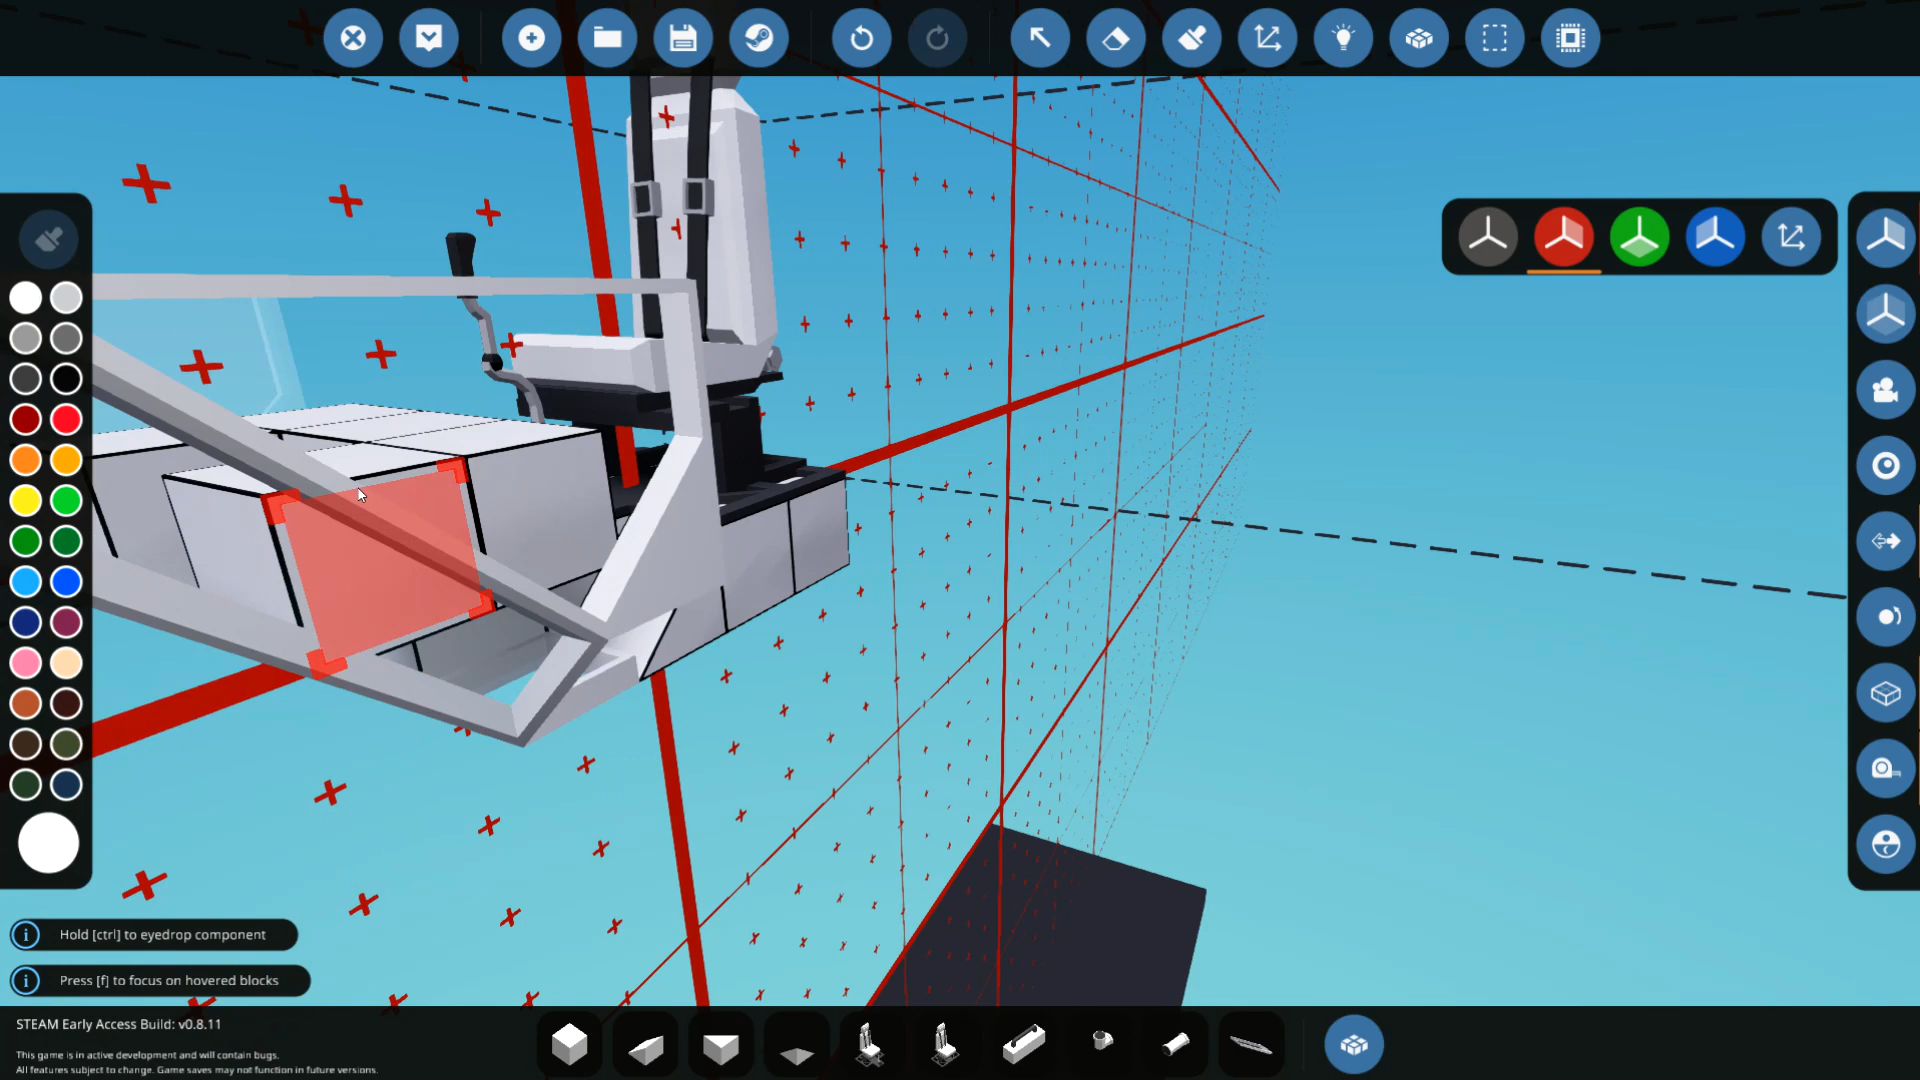 Hold [ctrl] to eyedrop component
Press [f] to focus on hovered blocks
STEAM Early Access Build: v0.8.11
This game is in active development and will contain bugs.
All features subject to change. Game saves may not function in future versions.